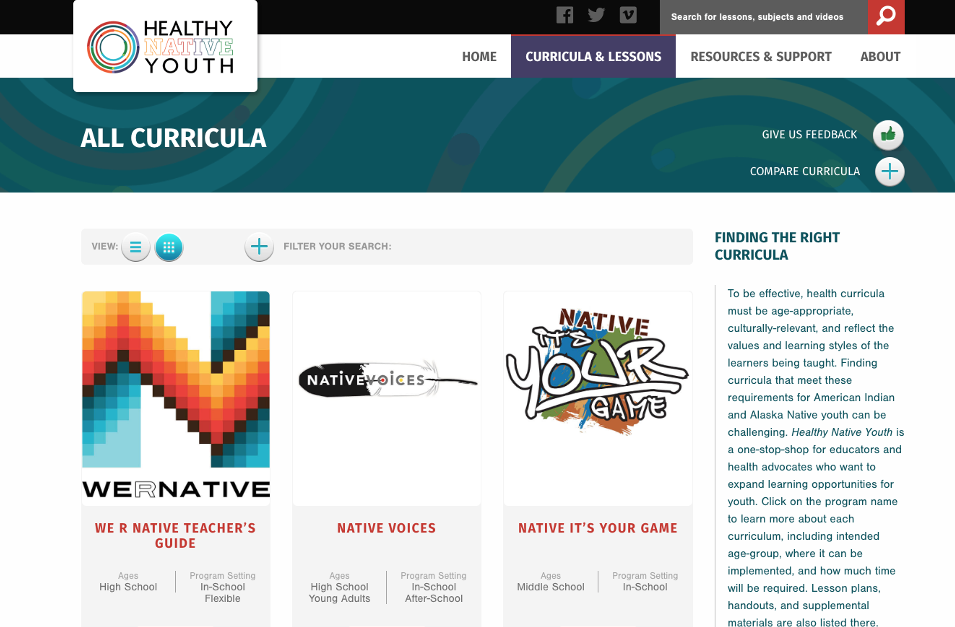 HEALTHY
NATIVE
YOUTH
Search for lessons, subjects and videos
HOME
CURRICULA & LESSONS
RESOURCES & SUPPORT
ABOUT
ALL CURRICULA
GIVE US FEEDBACK
COMPARE CURRICULA
VIEW:
FILTER YOUR SEARCH:
WERNATIVE
WE R NATIVE TEACHER'S
GUIDE
Ages
High School
Program Setting
In-School
Flexible
NATIVEVOICES
NATIVE VOICES
Ages
High School
Young Adults
Program Setting
In-School
After-School
NATIVE
IT'S
YOUR
GAME
NATIVE IT'S YOUR GAME
Ages
Middle School
Program Setting
In-School
FINDING THE RIGHT
CURRICULA
To be effective, health curricula
must be age-appropriate,
culturally-relevant, and reflect the
values and learning styles of the
learners being taught. Finding
curricula that meet these
requirements for American Indian
and Alaska Native youth can be
challenging. Healthy Native Youth is
a one-stop-shop for educators and
health advocates who want to
expand learning opportunities for
youth. Click on the program name
to learn more about each
curriculum, including intended
age-group, where it can be
implemented, and how much time
will be required. Lesson plans,
handouts, and supplemental
materials are also listed there.